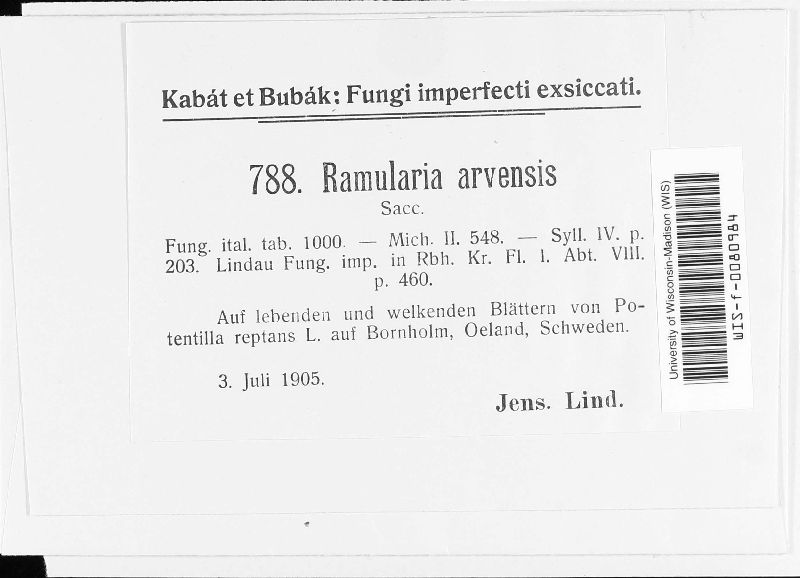 Kabát et Bubák: Fungi imperfecti exsiccati.
788. Ramularia arvensis
Sacc.
Fung. ital. tab. 1000. — Mich. II. 548. — Syll. IV. p.
203. Lindau Fung. imp. in Rbh. Kr. Fl. I. Abt. VIII.
p. 460.
Auf lebenden und welkenden Blättern von Po-
tentilla reptans L. auf Bornholm, Oeland, Schweden.
3. Juli 1905.
Jens. Lind.
University of Wisconsin-Madison (WIS)
WIS-f-0080984